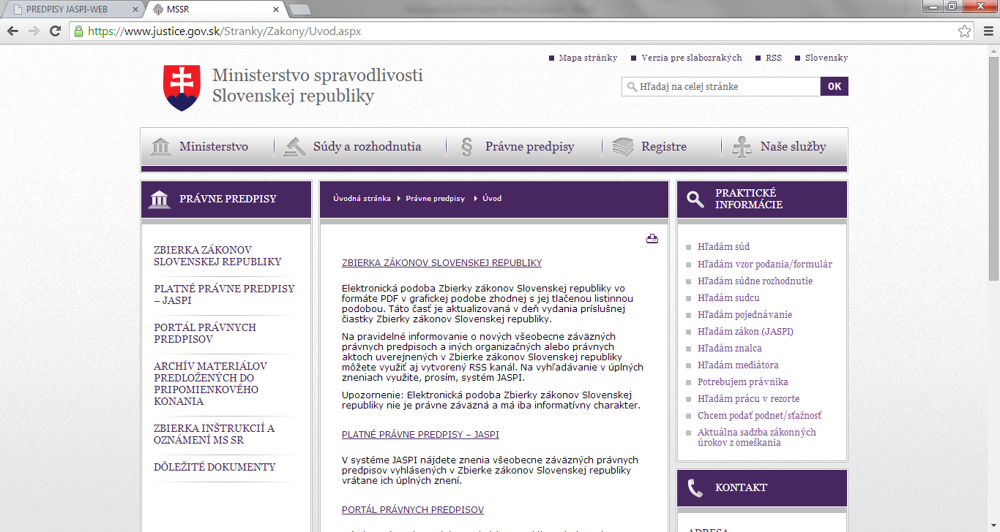 PREDPISY JASPI-WEB
MSSR
https://www.justice.gov.sk/Stranky/Zakony/Uvod.aspx
Mapa stránky
Verzia pre slabozrakých
RSS
Slovensky
Ministerstvo spravodlivosti
Slovenskej republiky
Hľadaj na celej stránke
OK
Ministerstvo
Súdy a rozhodnutia
§
Právne predpisy
Registre
Naše služby
PRÁVNE PREDPISY
ZBIERKA ZÁKONOV
SLOVENSKEJ REPUBLIKY
PLATNÉ PRÁVNE PREDPISY
– JASPI
PORTÁL PRÁVNYCH
PREDPISOV
ARCHÍV MATERIÁLOV
PREDLOŽENÝCH DO
PRIPOMIENKOVÉHO
KONANIA
ZBIERKA INŠTRUKCIÍ A
OZNÁMENÍ MS SR
DÔLEŽITÉ DOKUMENTY
Úvodná stránka
Právne predpisy
Úvod
ZBIERKA ZÁKONOV SLOVENSKEJ REPUBLIKY
Elektronická podoba Zbierky zákonov Slovenskej republiky vo
formáte PDF v grafickej podobe zhodnej s jej tlačenou listinnou
podobou. Táto časť je aktualizovaná v deň vydania príslušnej
čiastky Zbierky zákonov Slovenskej republiky.
Na pravidelné informovanie o nových všeobecne záväzných
právnych predpisoch a iných organizačných alebo právnych
aktoch uverejnených v Zbierke zákonov Slovenskej republiky
môžete využiť aj vytvorený RSS kanál. Na vyhľadávanie v úplných
zneniach využite, prosím, systém JASPI.
Upozornenie: Elektronická podoba Zbierky zákonov Slovenskej
republiky nie je právne záväzná a má iba informatívny charakter.
PLATNÉ PRÁVNE PREDPISY – JASPI
V systéme JASPI nájdete znenia všeobecne záväzných právnych
predpisov vyhlásených v Zbierke zákonov Slovenskej republiky
vrátane ich úplných znení.
PORTÁL PRÁVNYCH PREDPISOV
PRAKTICKÉ
INFORMÁCIE
Hľadám súd
Hľadám vzor podania/formulár
Hľadám súdne rozhodnutie
Hľadám sudcu
Hľadám pojednávanie
Hľadám zákon (JASPI)
Hľadám znalca
Hľadám mediátora
Potrebujem právnika
Hľadám prácu v rezorte
Chcem podať podnet/sťažnosť
Aktuálna sadzba zákonných
úrokov z omeškania
KONTAKT
ADRESA